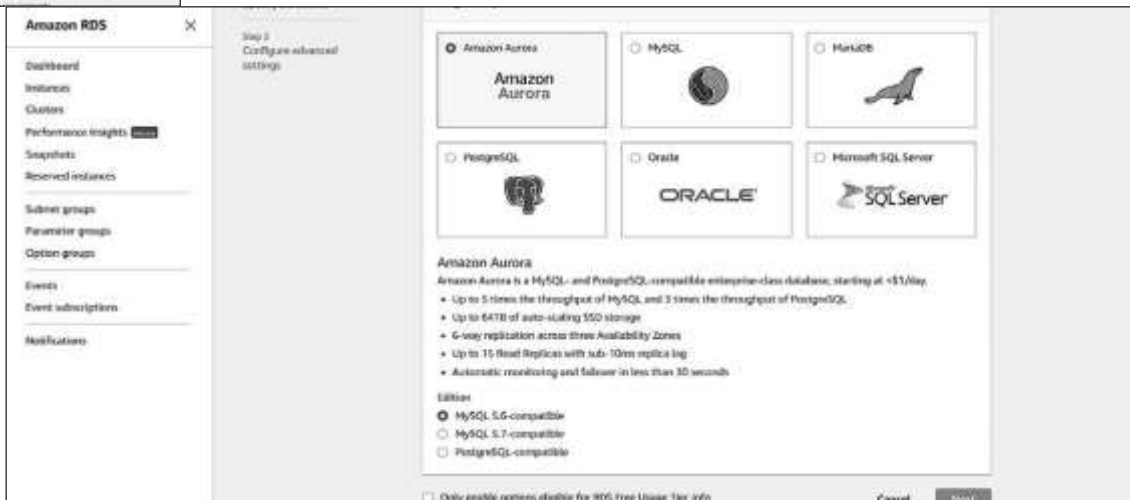 Amazon RDS
Dashboard
Instances
Clusters
Performance Insights
Snapshots
Reserved instances
Subnet groups
Parameter groups
Option groups
Events
Event subscriptions
Notifications
Step 3
Configure advanced
settings
Amazon Aurora
Amazon
Aurora
MySQL
MariaDB
PostgreSQL
Oracle
ORACLE
Microsoft SQL Server
SQL Server
Amazon Aurora
Amazon Aurora is a MySQL- and PostgreSQL-compatible enterprise-class database, starting at <$1/day.
Up to 5 times the throughput of MySQL and 3 times the throughput of PostgreSQL
Up to 64TB of auto-scaling SSD storage
6-way replication across three Availability Zones
Up to 15 Read Replicas with sub-10ms replica lag
Automatic monitoring and failover in less than 30 seconds
Edition
MySQL 5.6-compatible
MySQL 5.7-compatible
PostgreSQL-compatible
Only enable options eligible for RDS Free Usage Tier info
Cancel
Next